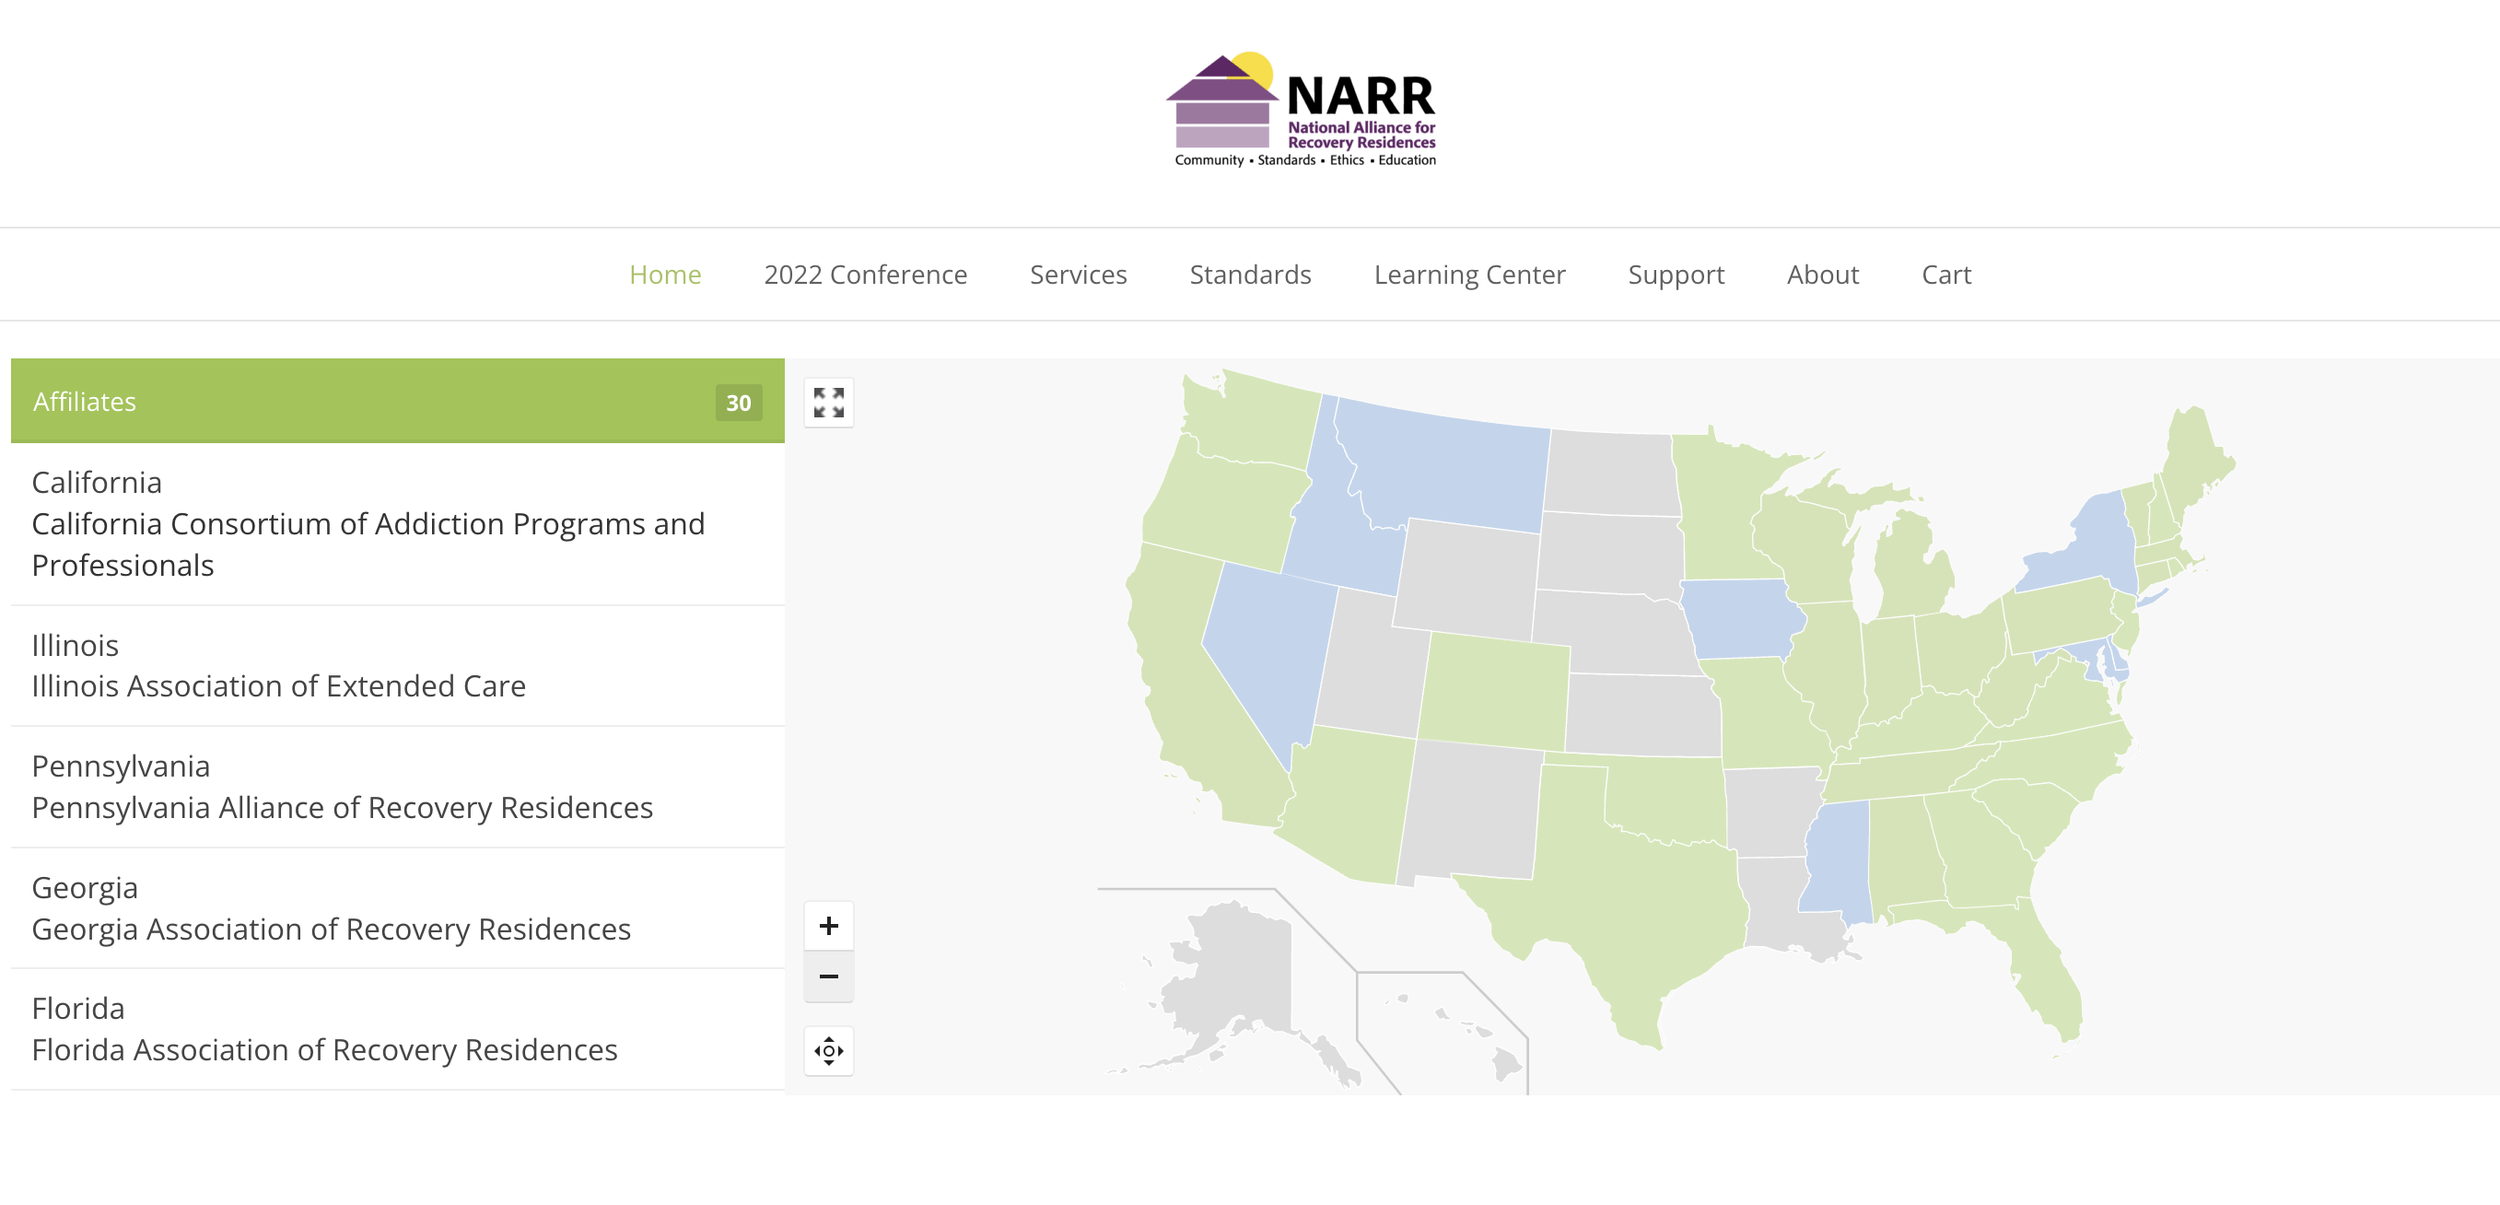 NARR
National Alliance for
Recovery Residences
Community ▪ Standards ▪ Ethics ▪ Education
Home 2022 Conference Services Standards Learning Center Support About Cart
Affiliates 30
California
California Consortium of Addiction Programs and
Professionals
Illinois
Illinois Association of Extended Care
Pennsylvania
Pennsylvania Alliance of Recovery Residences
Georgia
Georgia Association of Recovery Residences
Florida
Florida Association of Recovery Residences